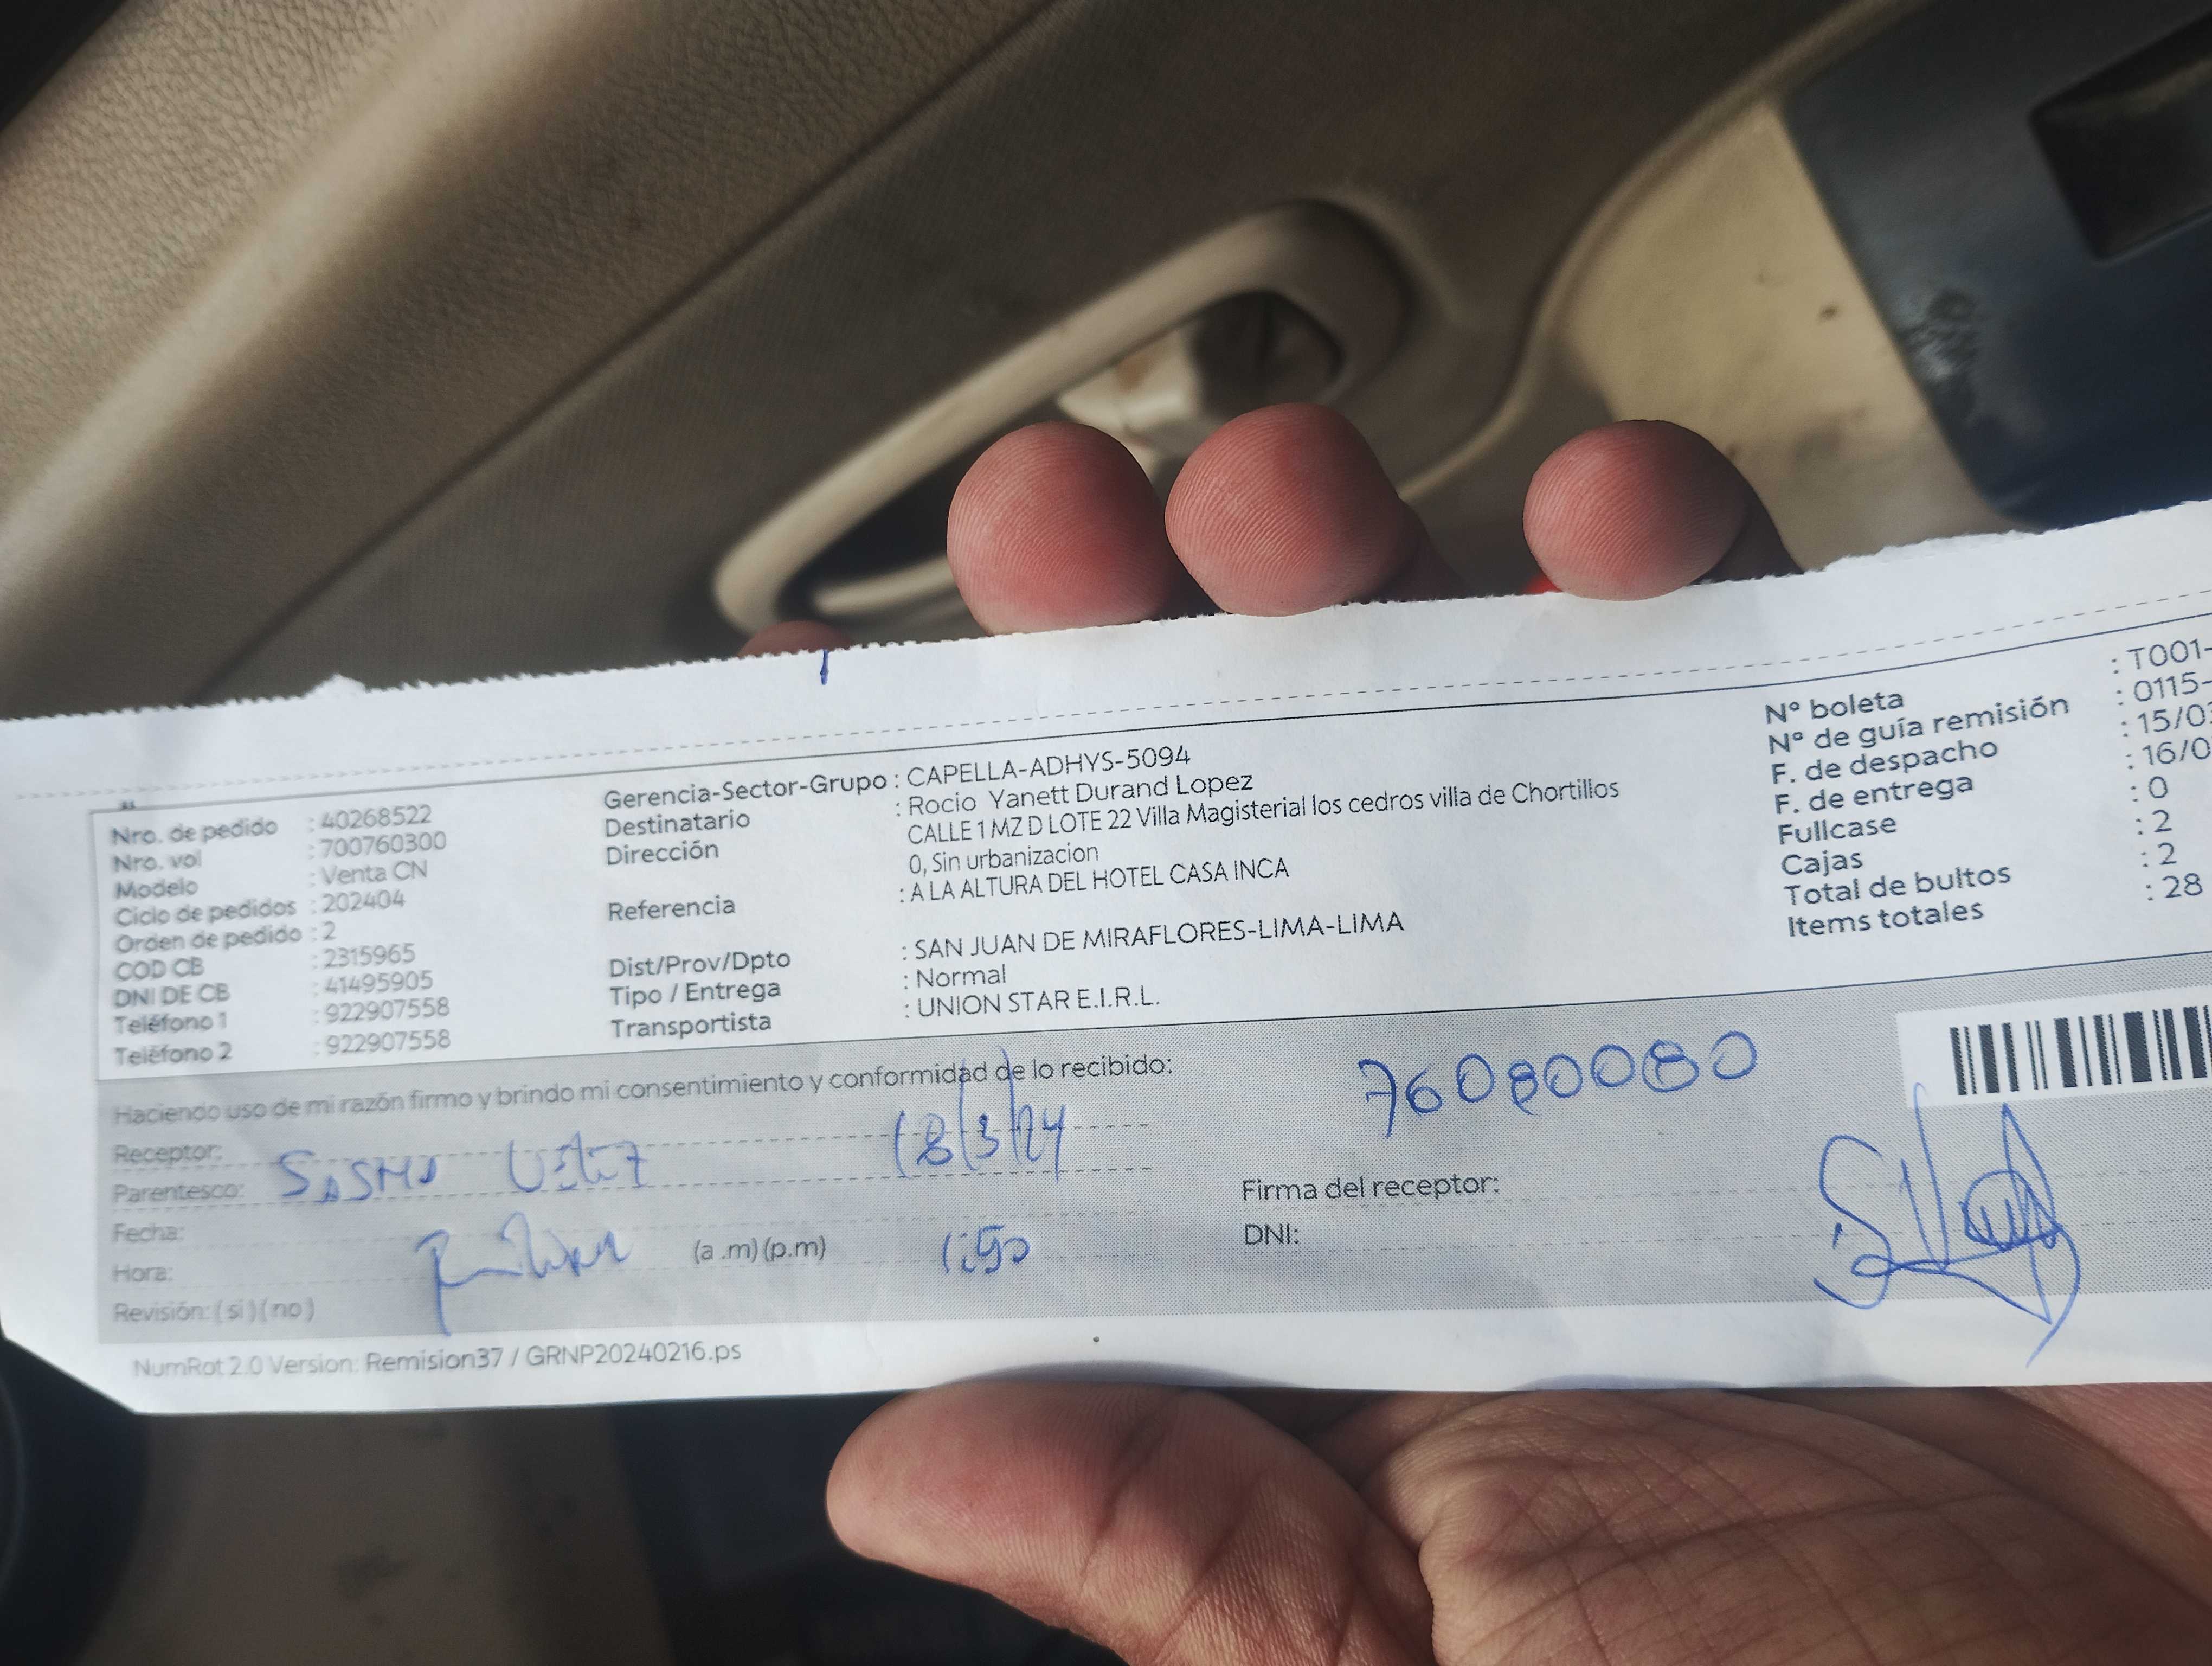 Nro. de pedido : 40268522
Nro. vol : 700760300
Modelo : Venta CN
Ciclo de pedidos : 202404
Orden de pedido : 2
COD CB : 2315965
DNI DE CB : 41495905
Teléfono 1 : 922907558
Teléfono 2 : 922907558
Gerencia-Sector-Grupo : CAPELLA-ADHYS-5094
Destinatario : Rocio Yanett Durand Lopez
Dirección CALLE 1 MZ D LOTE 22 Villa Magisterial los cedros villa de Chortillos
0, Sin urbanizacion
Referencia : A LA ALTURA DEL HOTEL CASA INCA
Dist/Prov/Dpto : SAN JUAN DE MIRAFLORES-LIMA-LIMA
Tipo / Entrega : Normal
Transportista : UNION STAR E.I.R.L.
Nº boleta : T001-
Nº de guía remisión : 0115-
F. de despacho : 15/0
F. de entrega : 16/0
Fullcase : 0
Cajas : 2
Total de bultos : 2
Items totales : 28
Haciendo uso de mi razón firmo y brindo mi consentimiento y conformidad de lo recibido:
Receptor: 18/3/24
Parentesco:
Fecha:
Hora: (a .m) (p.m) 1:50
Revisión: ( si ) ( no )
Firma del receptor:
DNI:
NumRot 2.0 Version: Remision37 / GRNP20240216.ps